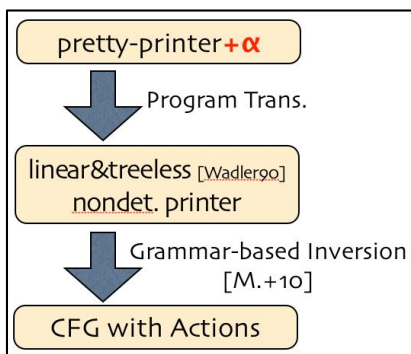 pretty-printer+α
Program Trans.
linear&treeless [Wadler90]
nondet. printer
Grammar-based Inversion
[M.+10]
CFG with Actions